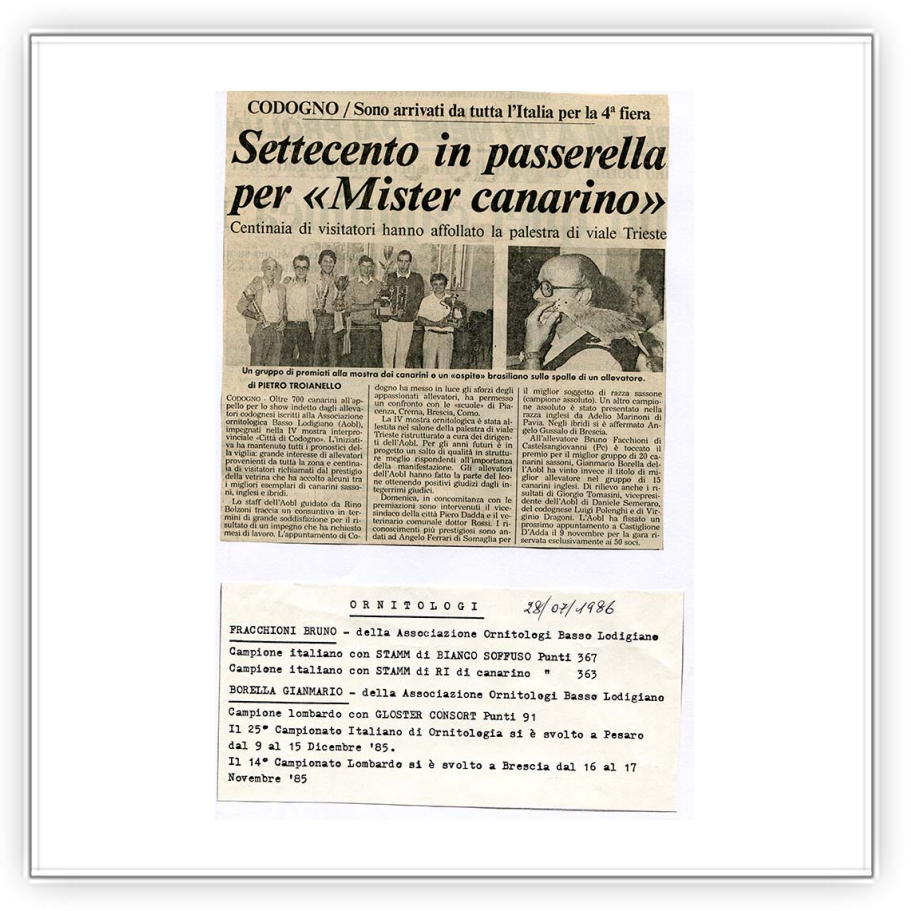 CODOGNO / Sono arrivati da tutta l'Italia per la 4ª fiera
Settecento in passerella
per «Mister canarino»
Centinaia di visitatori hanno affollato la palestra di viale Trieste
Un gruppo di premiati alla mostra dei canarini e un «ospite» brasiliano sulle spalle di un allevatore.
di PIETRO TROIANELLO
CODOGNO - Oltre 700 canarini all'ap-
pello per lo show indetto dagli alleva-
tori codognesi iscritti alla Associazione
ornitologica Basso Lodigiano (Aobl),
impegnati nella IV mostra interpro-
vinciale «Città di Codogno». L'iniziati-
va ha mantenuto tutti i pronostici del-
la vigilia: grande interesse di allevatori
provenienti da tutta la zona e centina-
ia di visitatori richiamati dal prestigio
della vetrina che ha accolto alcuni tra
i migliori esemplari di canarini sasso-
ni, inglesi e ibridi.
Lo staff dell'Aobl guidato da Rino
Bolzoni traccia un consuntivo in ter-
mini di grande soddisfazione per il ri-
sultato di un impegno che ha richiesto
mesi di lavoro. L'appuntamento di Co-
dogno ha messo in luce gli sforzi degli
appassionati allevatori, ha permesso
un confronto con le «scuole» di Pia-
cenza, Crema, Brescia, Como.
La IV mostra ornitologica è stata al-
lestita nel salone della palestra di viale
Trieste ristrutturato a cura dei dirigen-
ti dell'Aobl. Per gli anni futuri è in
progetto un salto di qualità in struttu-
re meglio rispondenti all'importanza
della manifestazione. Gli allevatori
dell'Aobl hanno fatto la parte del leo-
ne ottenendo positivi giudizi dagli in-
tegerrimi giudici.
Domenica, in concomitanza con le
premiazioni sono intervenuti il vice-
sindaco della città Piero Dadda e il ve-
terinario comunale dottor Rossi. I ri-
conoscimenti più prestigiosi sono an-
dati ad Angelo Ferrari di Somaglia per
il miglior soggetto di razza sassone
(campione assoluto). Un altro campio-
ne assoluto è stato presentato nella
razza inglesi da Adelio Marinoni di
Pavia. Negli ibridi si è affermato An-
gelo Gussalo di Brescia.
All'allevatore Bruno Facchioni di
Castelsangiovanni (Pc) è toccato il
premio per il miglior gruppo di 20 ca-
narini sassoni, Gianmario Borella del-
l'Aobl ha vinto invece il titolo di mi-
glior allevatore nel gruppo di 15
canarini inglesi. Di rilievo anche i ri-
sultati di Giorgio Tomasini, vicepresi-
dente dell'Aobl di Daniele Semeraro,
del codognese Luigi Polenghi e di Vir-
ginio Dragoni. L'Aobl ha fissato un
prossimo appuntamento a Castiglione
D'Adda il 9 novembre per la gara ri-
servata esclusivamente ai 50 soci.
ORNITOLOGI 28/07/1986
FRACCHIONI BRUNO - della Associazione Ornitologi Basso Lodigiano
Campione italiano con STAMM di BIANCO SOFFUSO Punti 367
Campione italiano con STAMM di RI di canarino " 363
BORELLA GIANMARIO - della Associazione Ornitologi Basso Lodigiano
Campione lombardo con GLOSTER CONSORT Punti 91
Il 25° Campionato Italiano di Ornitologia si è svolto a Pesaro
dal 9 al 15 Dicembre '85.
Il 14° Campionato Lombardo si è svolto a Brescia dal 16 al 17
Novembre '85